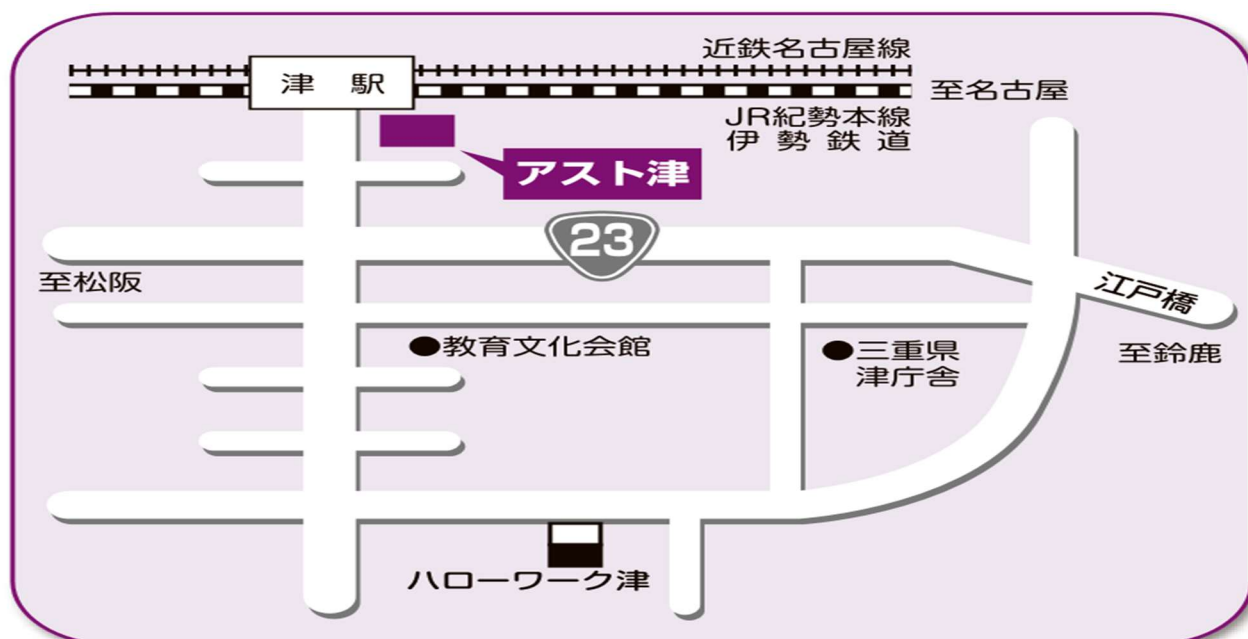 近鉄名古屋線
津 駅
至名古屋
JR紀勢本線
伊 勢 鉄 道
アスト津
23
至松阪
江戸橋
教育文化会館
三重県
津庁舎
至鈴鹿
ハローワーク津